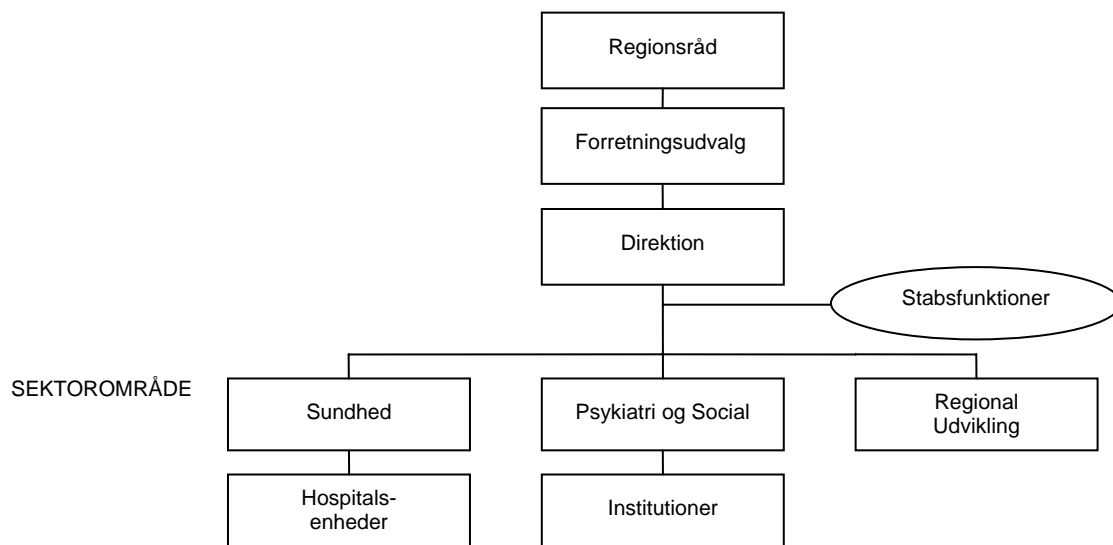 Regionsråd
Forretningsudvalg
Direktion
Stabsfunktioner
SEKTOROMRÅDE
Sundhed
Psykiatri og Social
Regional
Udvikling
Hospitals-
enheder
Institutioner